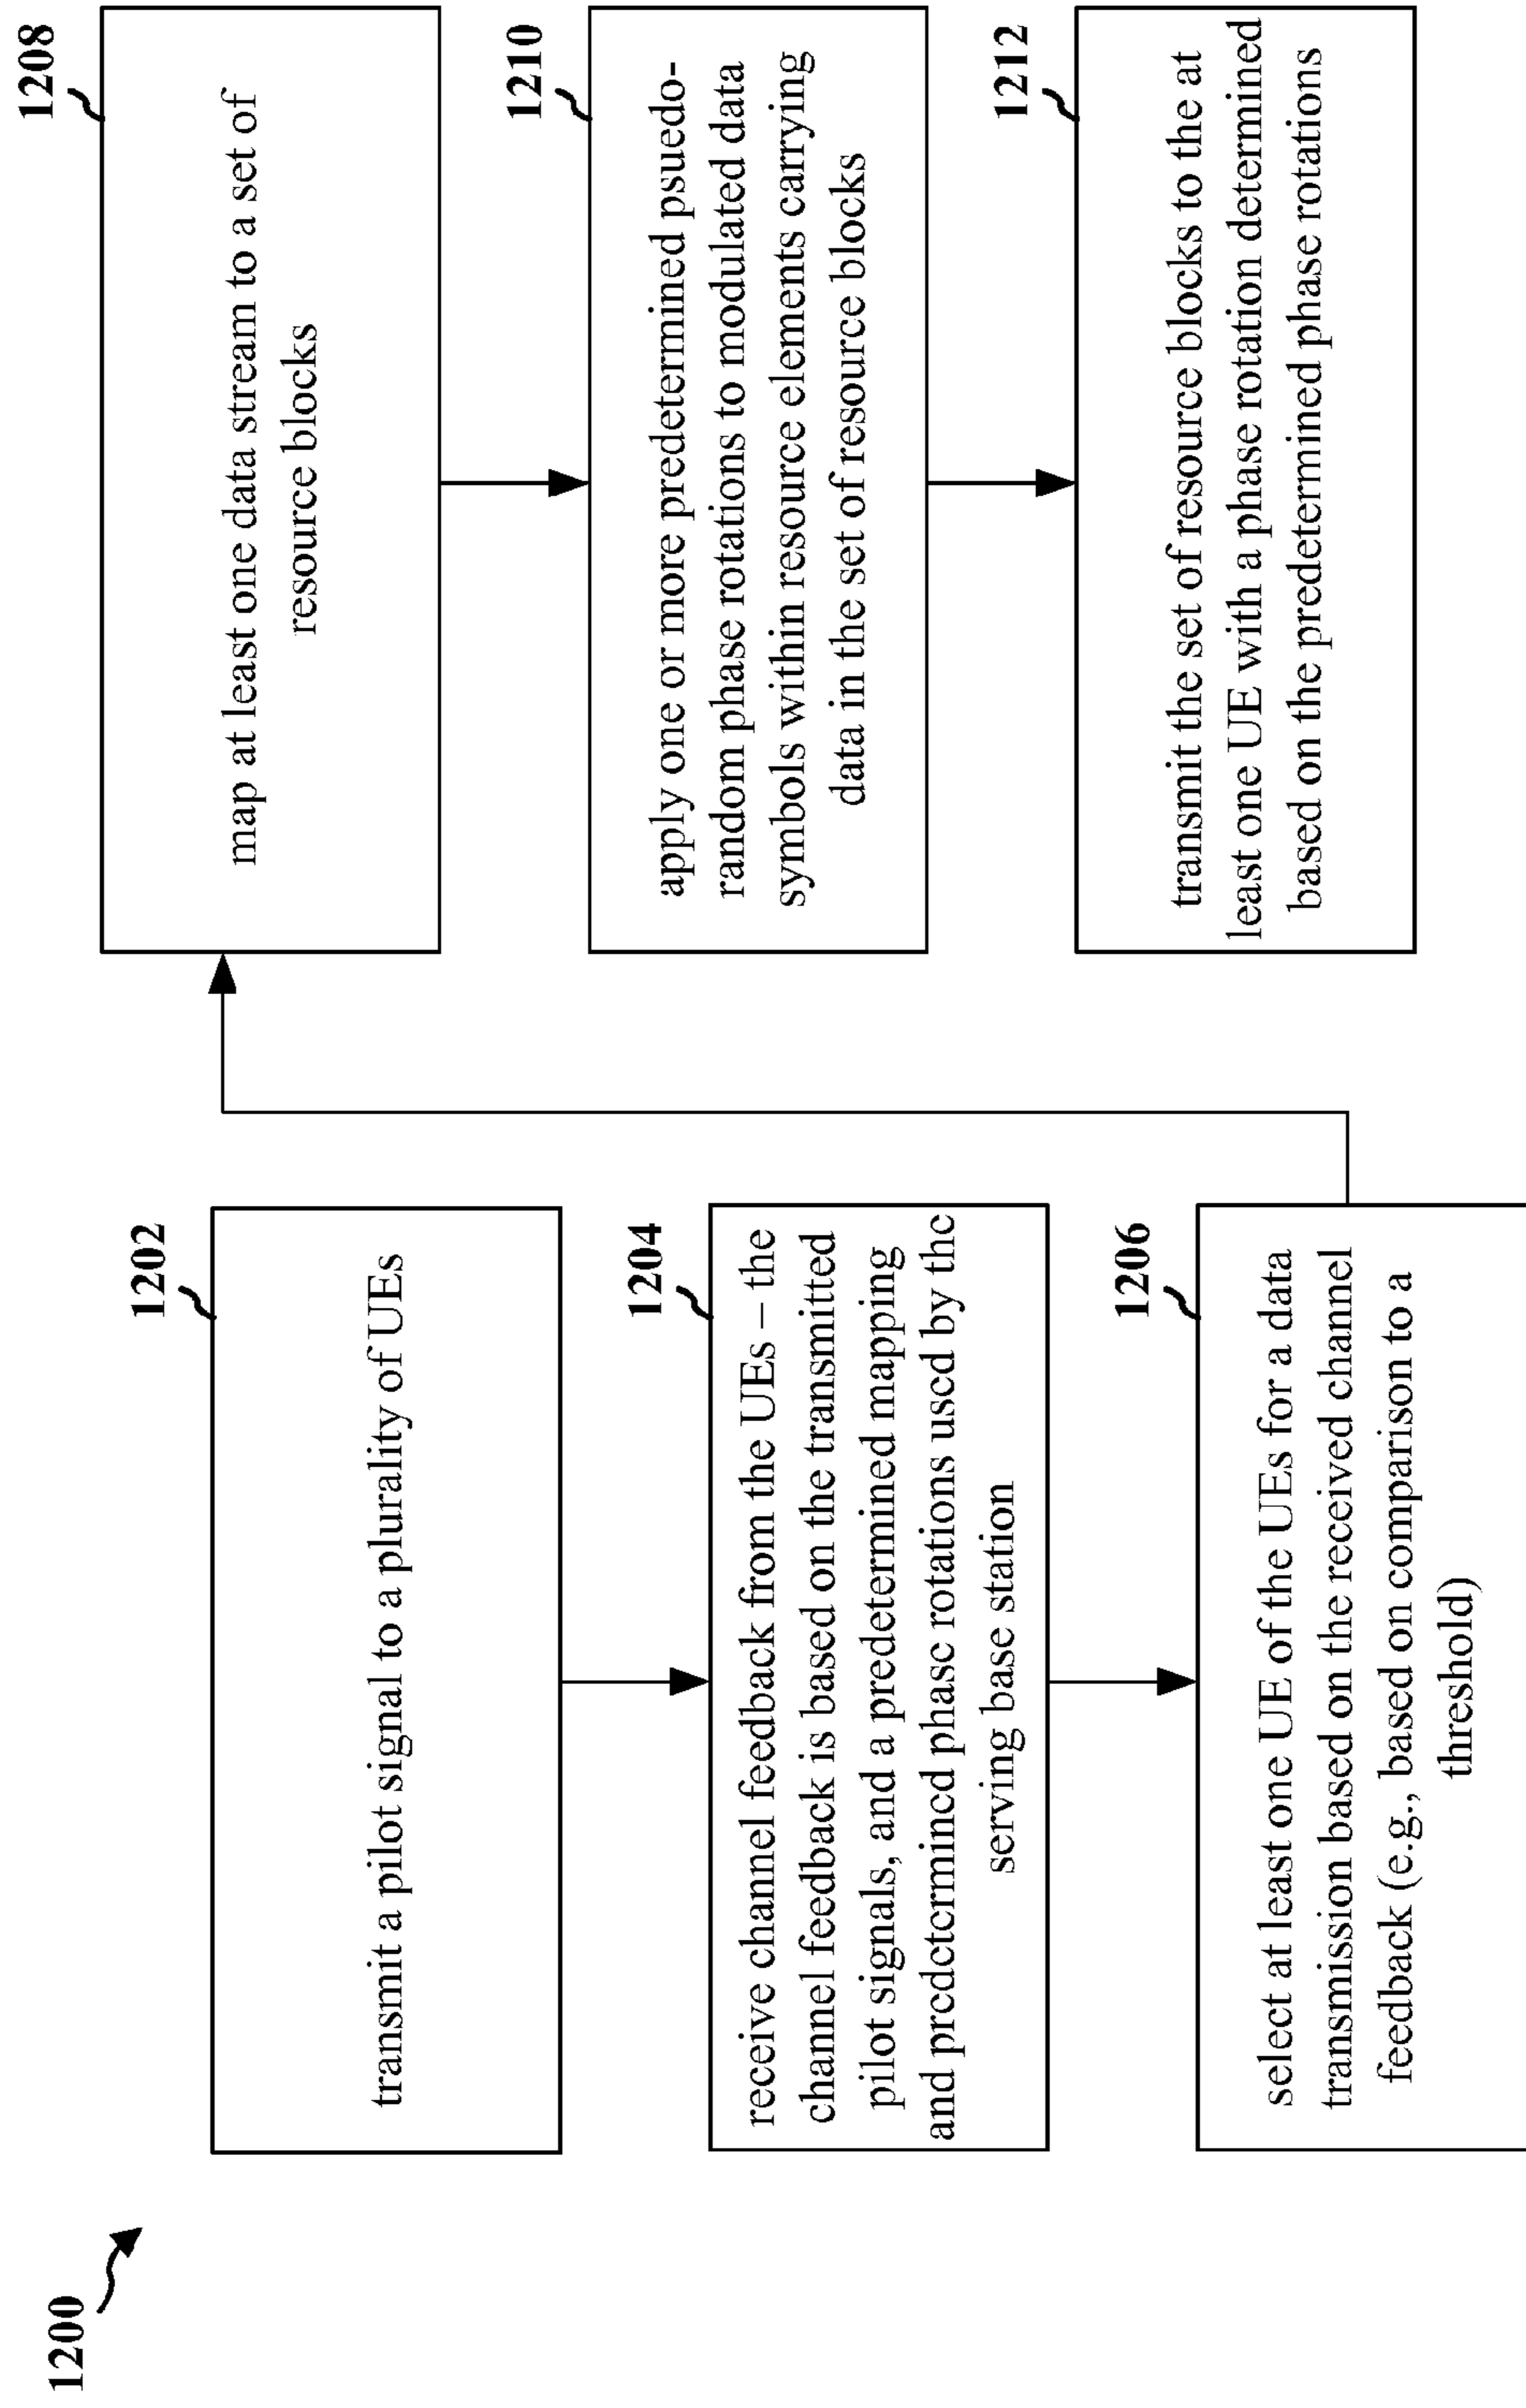 1200
1202
transmit a pilot signal to a plurality of UEs
1204
receive channel feedback from the UEs – the
channel feedback is based on the transmitted
pilot signals, and a predetermined mapping
and predetermined phase rotations used by the
serving base station
1206
select at least one UE of the UEs for a data
transmission based on the received channel
feedback (e.g., based on comparison to a
threshold)
1208
map at least one data stream to a set of
resource blocks
1210
apply one or more predetermined psuedo-
random phase rotations to modulated data
symbols within resource elements carrying
data in the set of resource blocks
1212
transmit the set of resource blocks to the at
least one UE with a phase rotation determined
based on the predetermined phase rotations